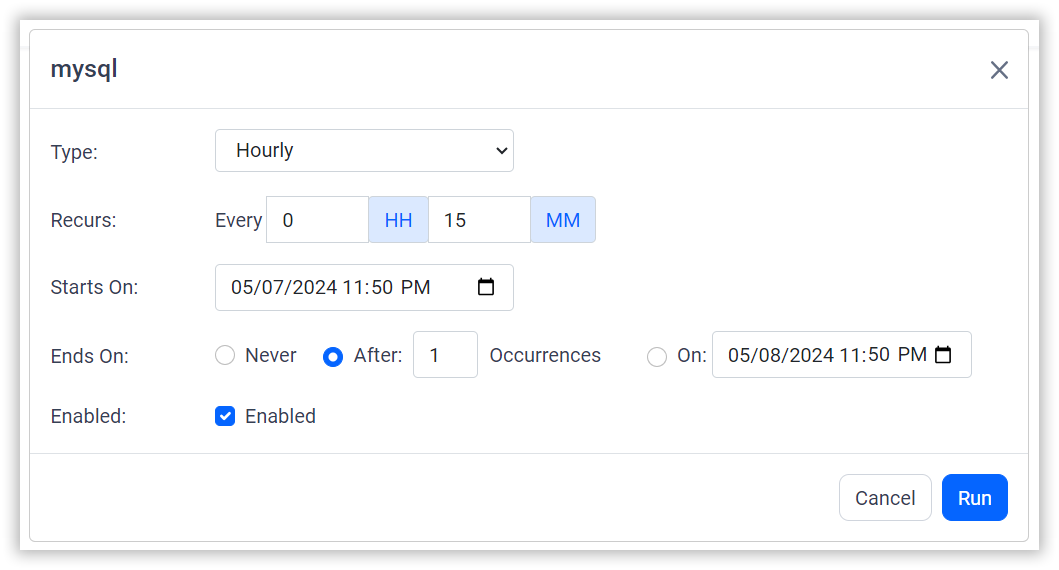 mysql
Type: Hourly
Recurs: Every 0 HH 15 MM
Starts On: 05/07/2024 11:50 PM
Ends On: Never After: 1 Occurrences On: 05/08/2024 11:50 PM
Enabled: Enabled
Cancel Run